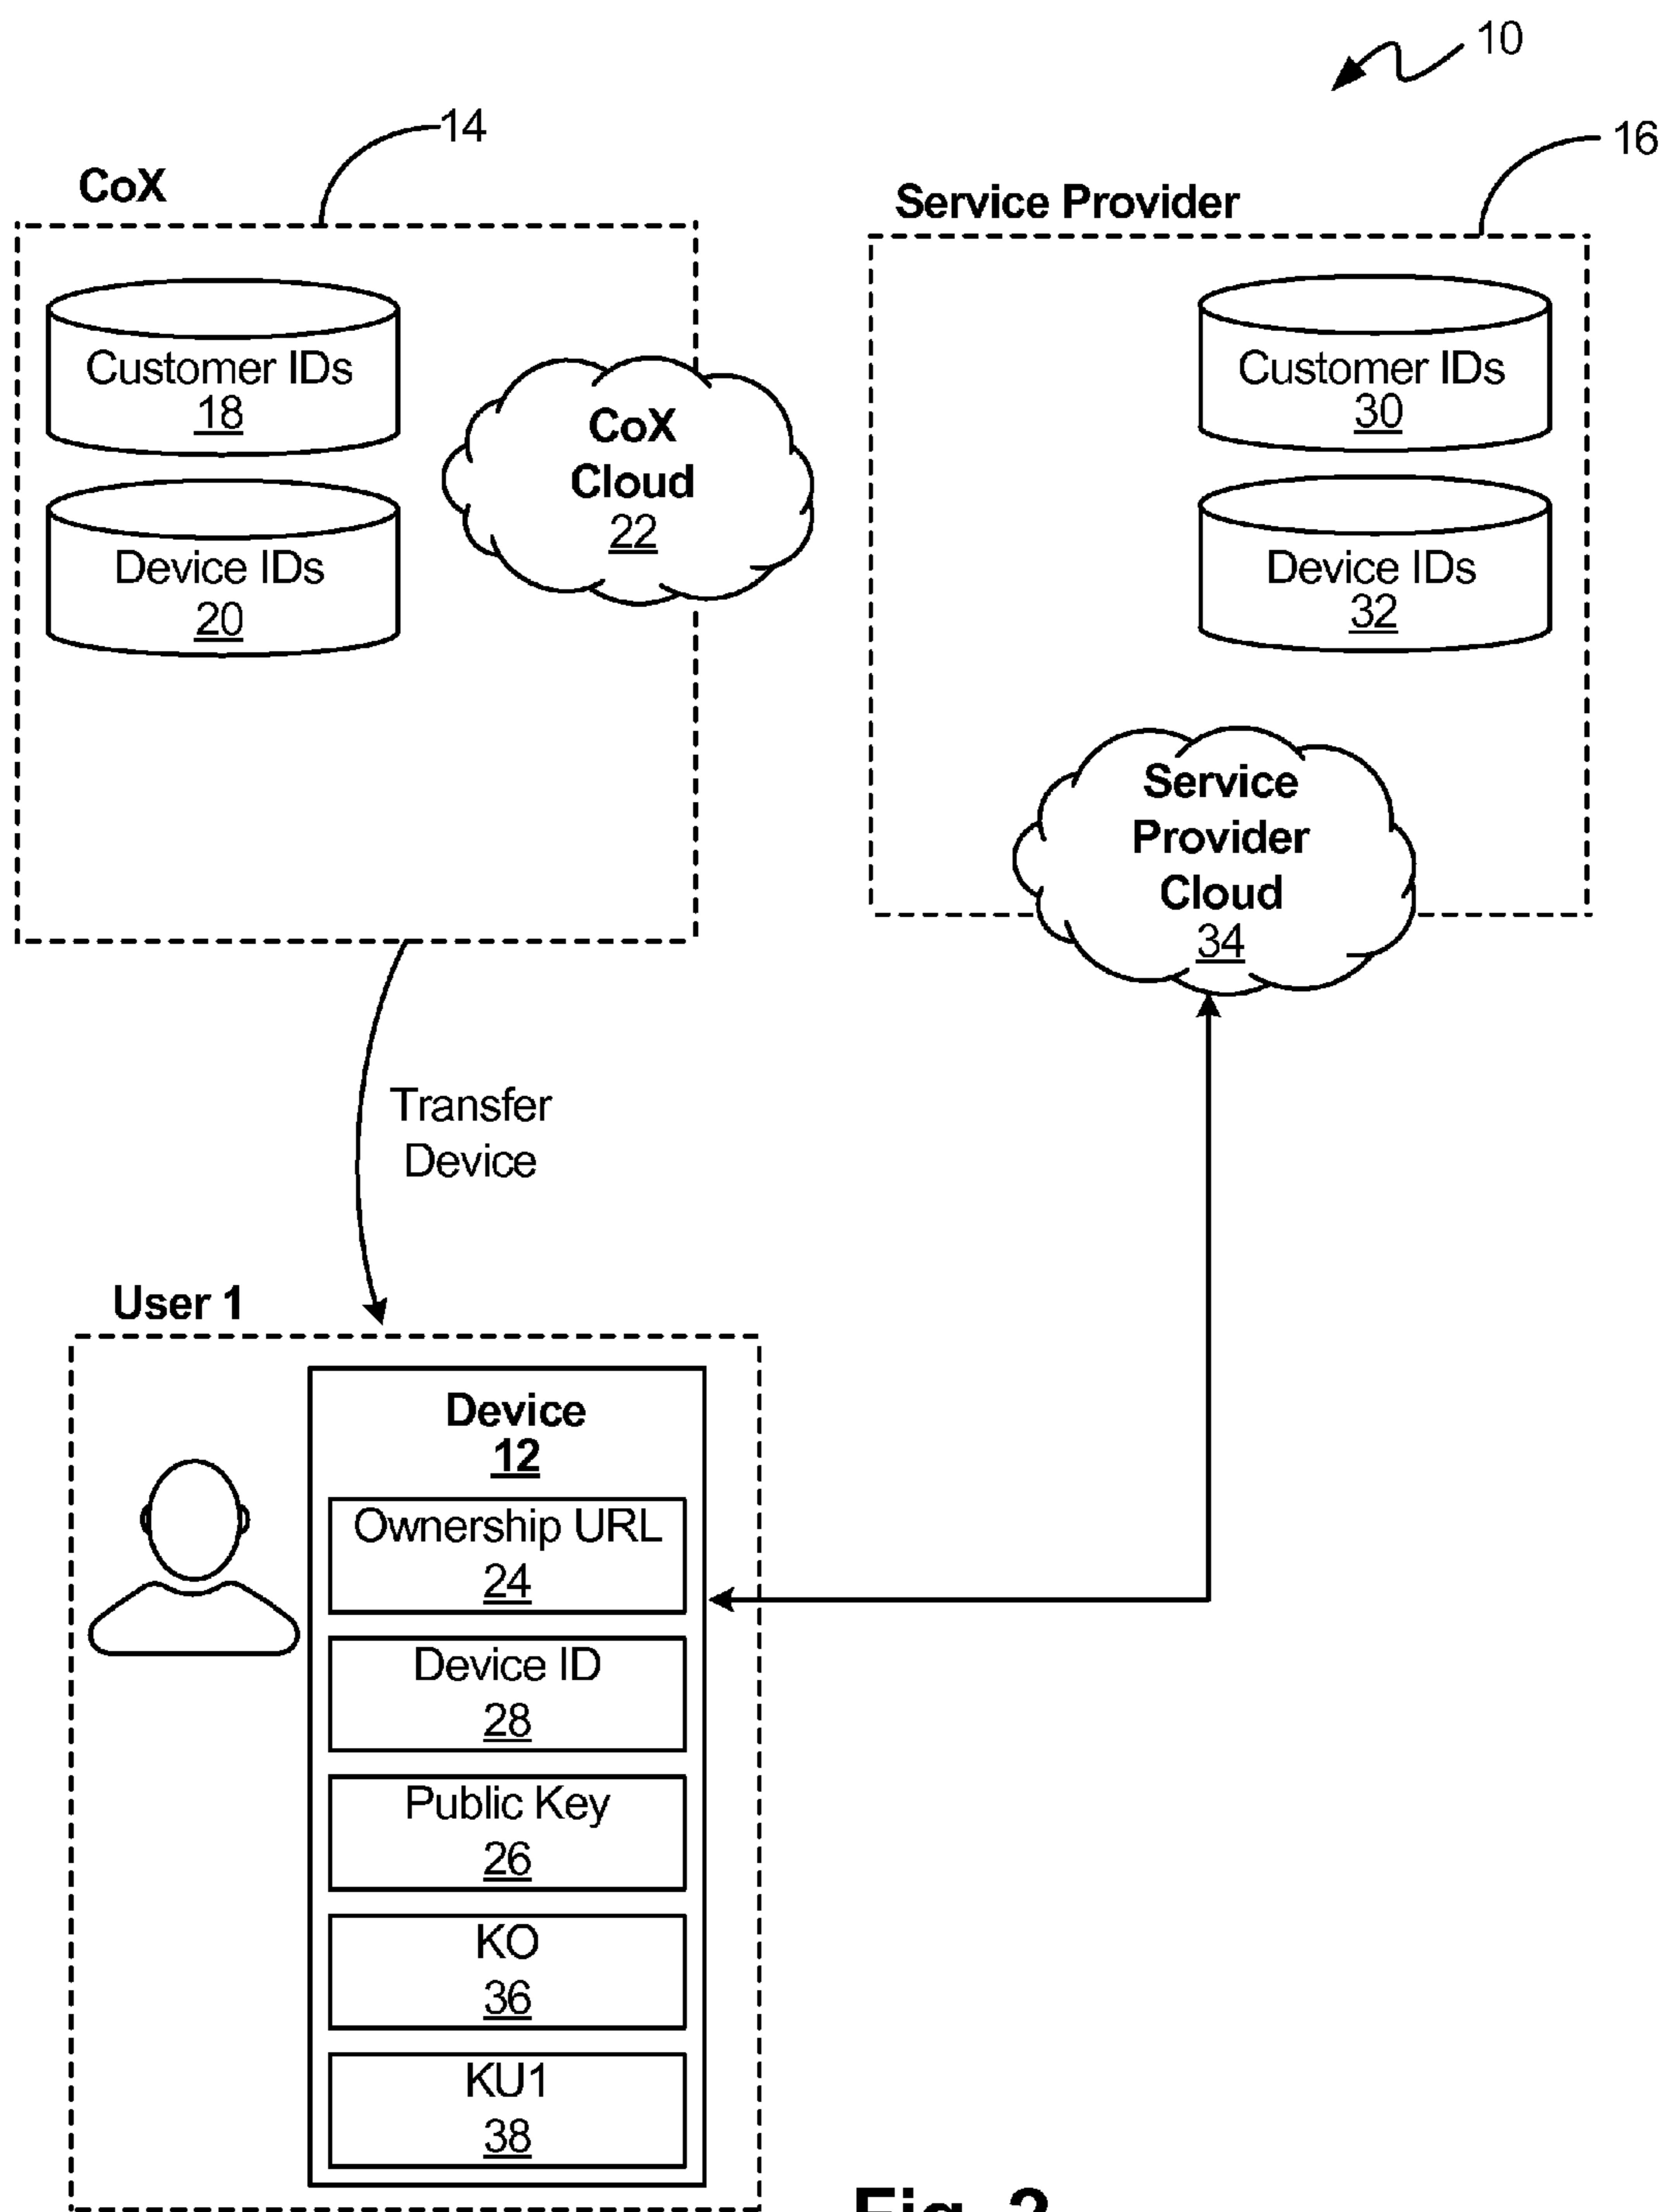 10
14
16
CoX
Service Provider
Customer IDs
18
Device IDs
20
CoX
Cloud
22
Customer IDs
30
Device IDs
32
Service
Provider
Cloud
34
Transfer
Device
User 1
Device
12
Ownership URL
24
Device ID
28
Public Key
26
KO
36
KU1
38
Fig. 2